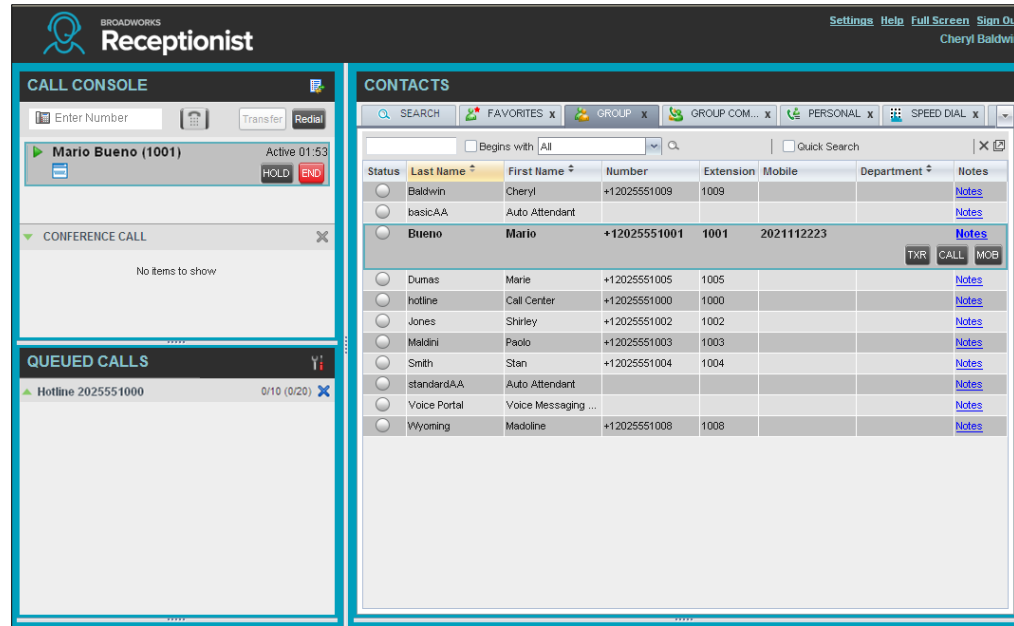 BROADWORKS
Receptionist
Settings Help Full Screen Sign
Cheryl
CALL CONSOLE
Enter Number Transfer Redial
Mario Bueno (1001) Active 01:53
HOLD END
CONFERENCE CALL
No items to show
QUEUED CALLS
Hotline 2025551000 0/10 (0/20)
CONTACTS
SEARCH FAVORITES x GROUP x GROUP COM... x PERSONAL x SPEED DIAL x
Begins with All Quick Search
Status Last Name First Name Number Extension Mobile Department Notes
Baldwin Cheryl +12025551009 1009 Notes
basicAA Auto Attendant Notes
Bueno Mario +12025551001 1001 2021112223 Notes
TXR CALL MOB
Dumas Marie +12025551005 1005 Notes
hotline Call Center +12025551000 1000 Notes
Jones Shirley +12025551002 1002 Notes
Maldini Paolo +12025551003 1003 Notes
Smith Stan +12025551004 1004 Notes
standardAA Auto Attendant Notes
Voice Portal Voice Messaging ... Notes
Wyoming Madoline +12025551008 1008 Notes